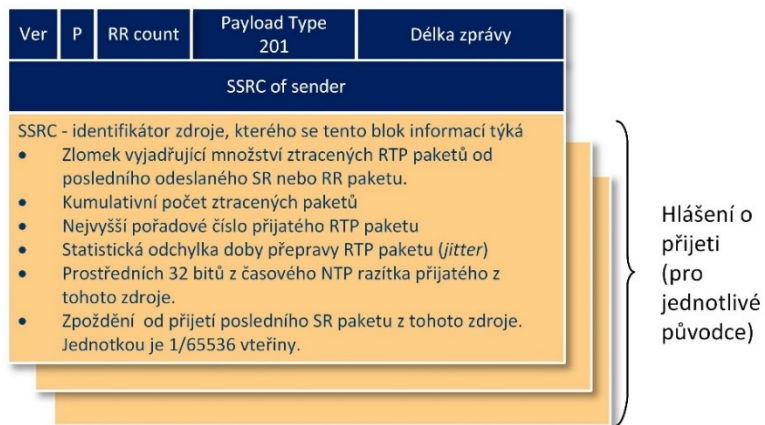 Ver P RR count Payload Type 201 Délka zprávy
SSRC of sender
SSRC - identifikátor zdroje, kterého se tento blok informací týká
• Zlomek vyjadřující množství ztracených RTP paketů od
posledního odeslaného SR nebo RR paketu.
• Kumulativní počet ztracených paketů
• Nejvyšší pořadové číslo přijatého RTP paketu
• Statistická odchylka doby přepravy RTP paketu (jitter)
• Prostředních 32 bitů z časového NTP razítka přijatého z
tohoto zdroje.
• Zpoždění od přijetí posledního SR paketu z tohoto zdroje.
Jednotkou je 1/65536 vteřiny.
Hlášení o
přijeti
(pro
jednotlivé
původce)